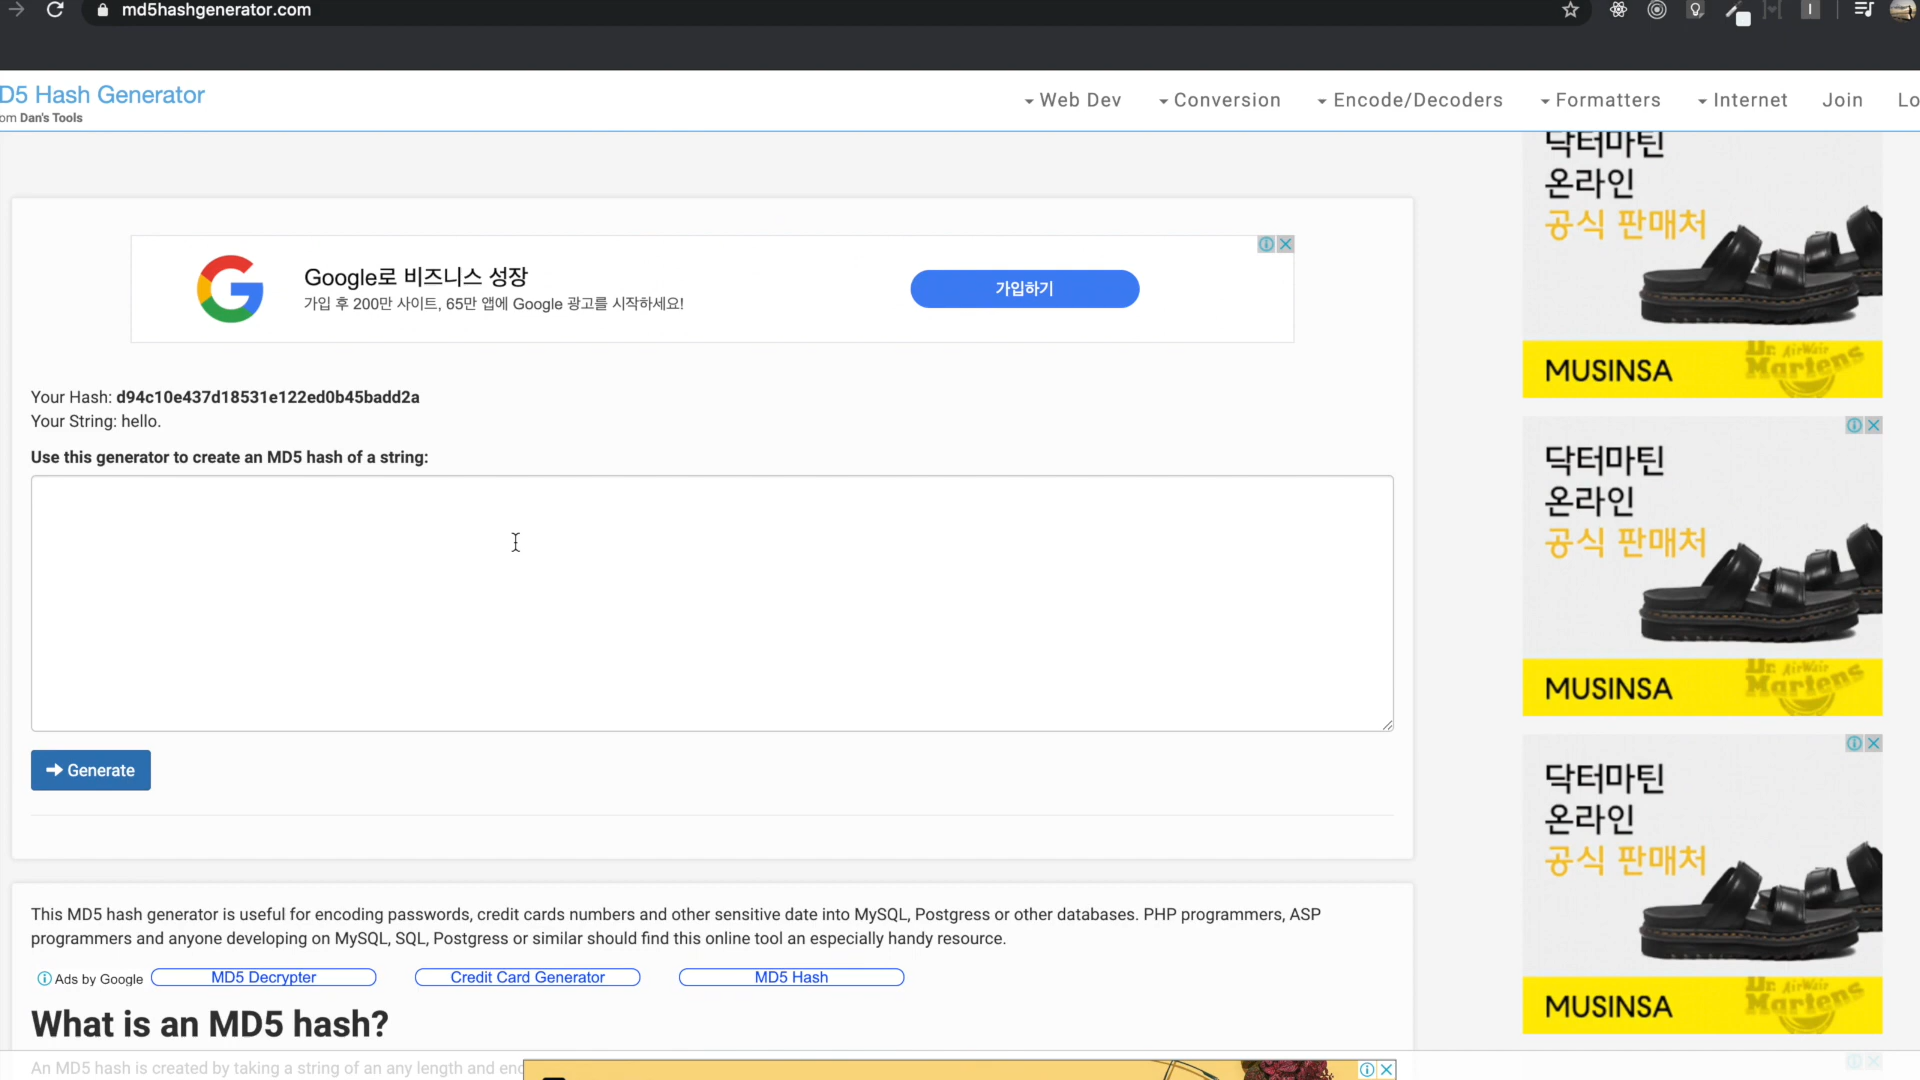 md5hashgenerator.com
D5 Hash Generator
om Dan's Tools
Web Dev
Conversion
Encode/Decoders
Formatters
Internet
Join
Lo
Google로 비즈니스 성장
가입 후 200만 사이트, 65만 앱에 Google 광고를 시작하세요!
가입하기
Your Hash: d94c10e437d18531e122ed0b45badd2a
Your String: hello.
Use this generator to create an MD5 hash of a string:
Generate
This MD5 hash generator is useful for encoding passwords, credit cards numbers and other sensitive date into MySQL, Postgress or other databases. PHP programmers, ASP
programmers and anyone developing on MySQL, SQL, Postgress or similar should find this online tool an especially handy resource.
Ads by Google
MD5 Decrypter
Credit Card Generator
MD5 Hash
What is an MD5 hash?
An MD5 hash is created by taking a string of an any length and enc
닥터마틴
온라인
공식 판매처
MUSINSA
Dr. AirWair
Martens
닥터마틴
온라인
공식 판매처
MUSINSA
Dr. AirWair
Martens
닥터마틴
온라인
공식 판매처
MUSINSA
Dr. AirWair
Martens